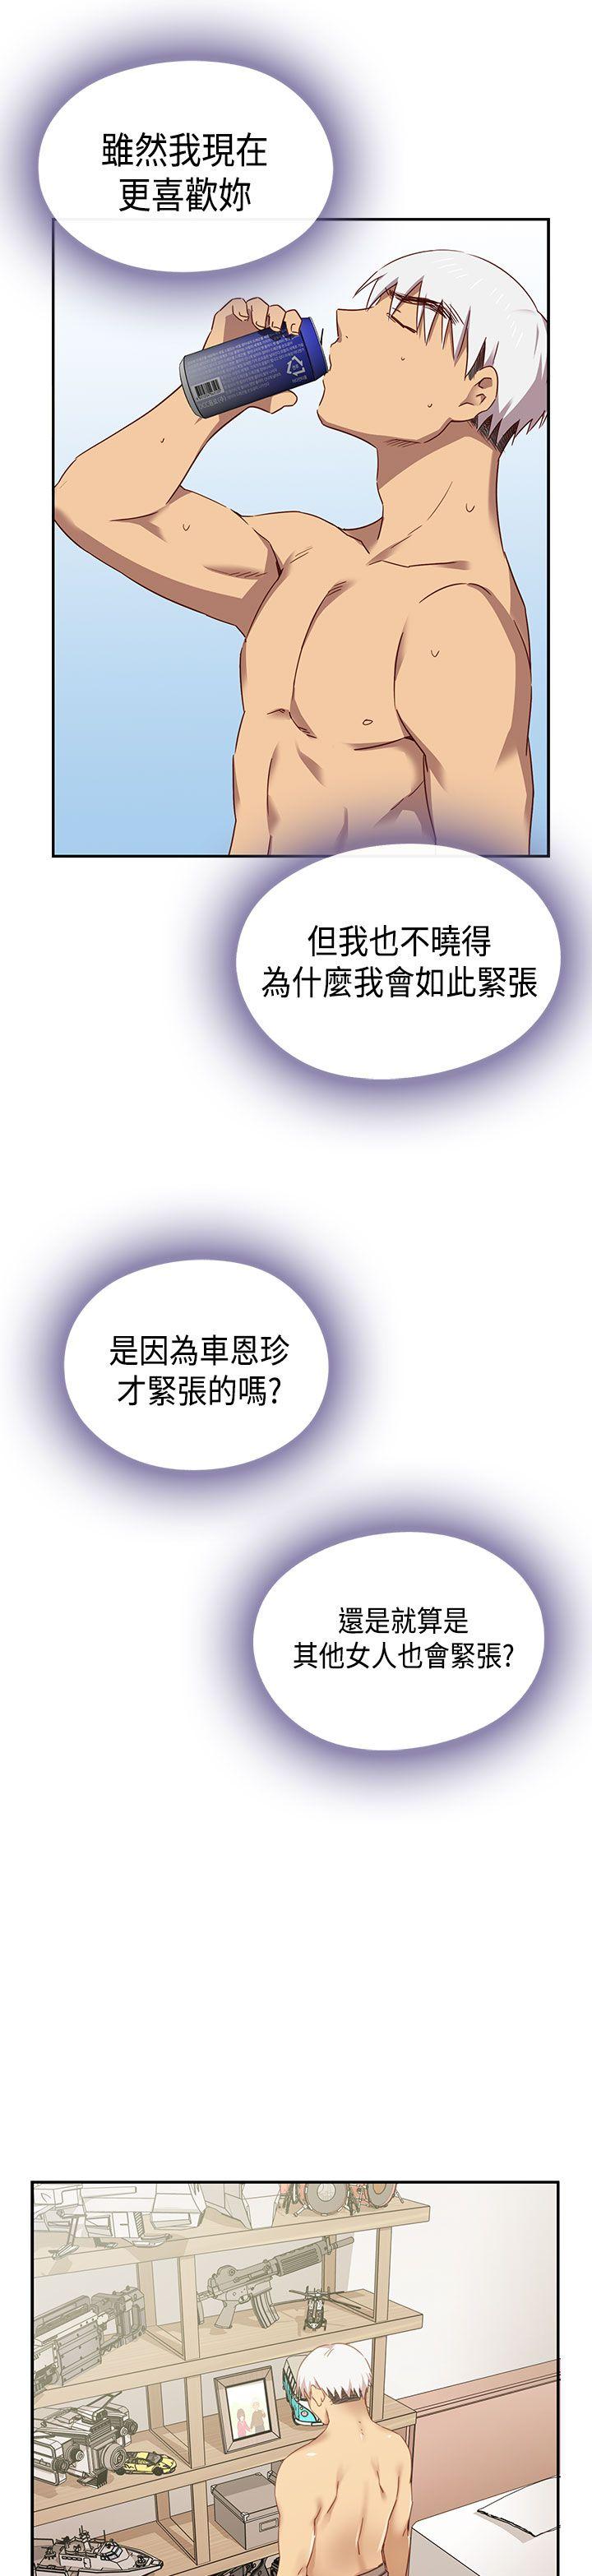 雖然我現在
更喜歡妳
但我也不曉得
為什麼我會如此緊張
是因為車恩珍
才緊張的嗎?
還是就算是
其他女人也會緊張?